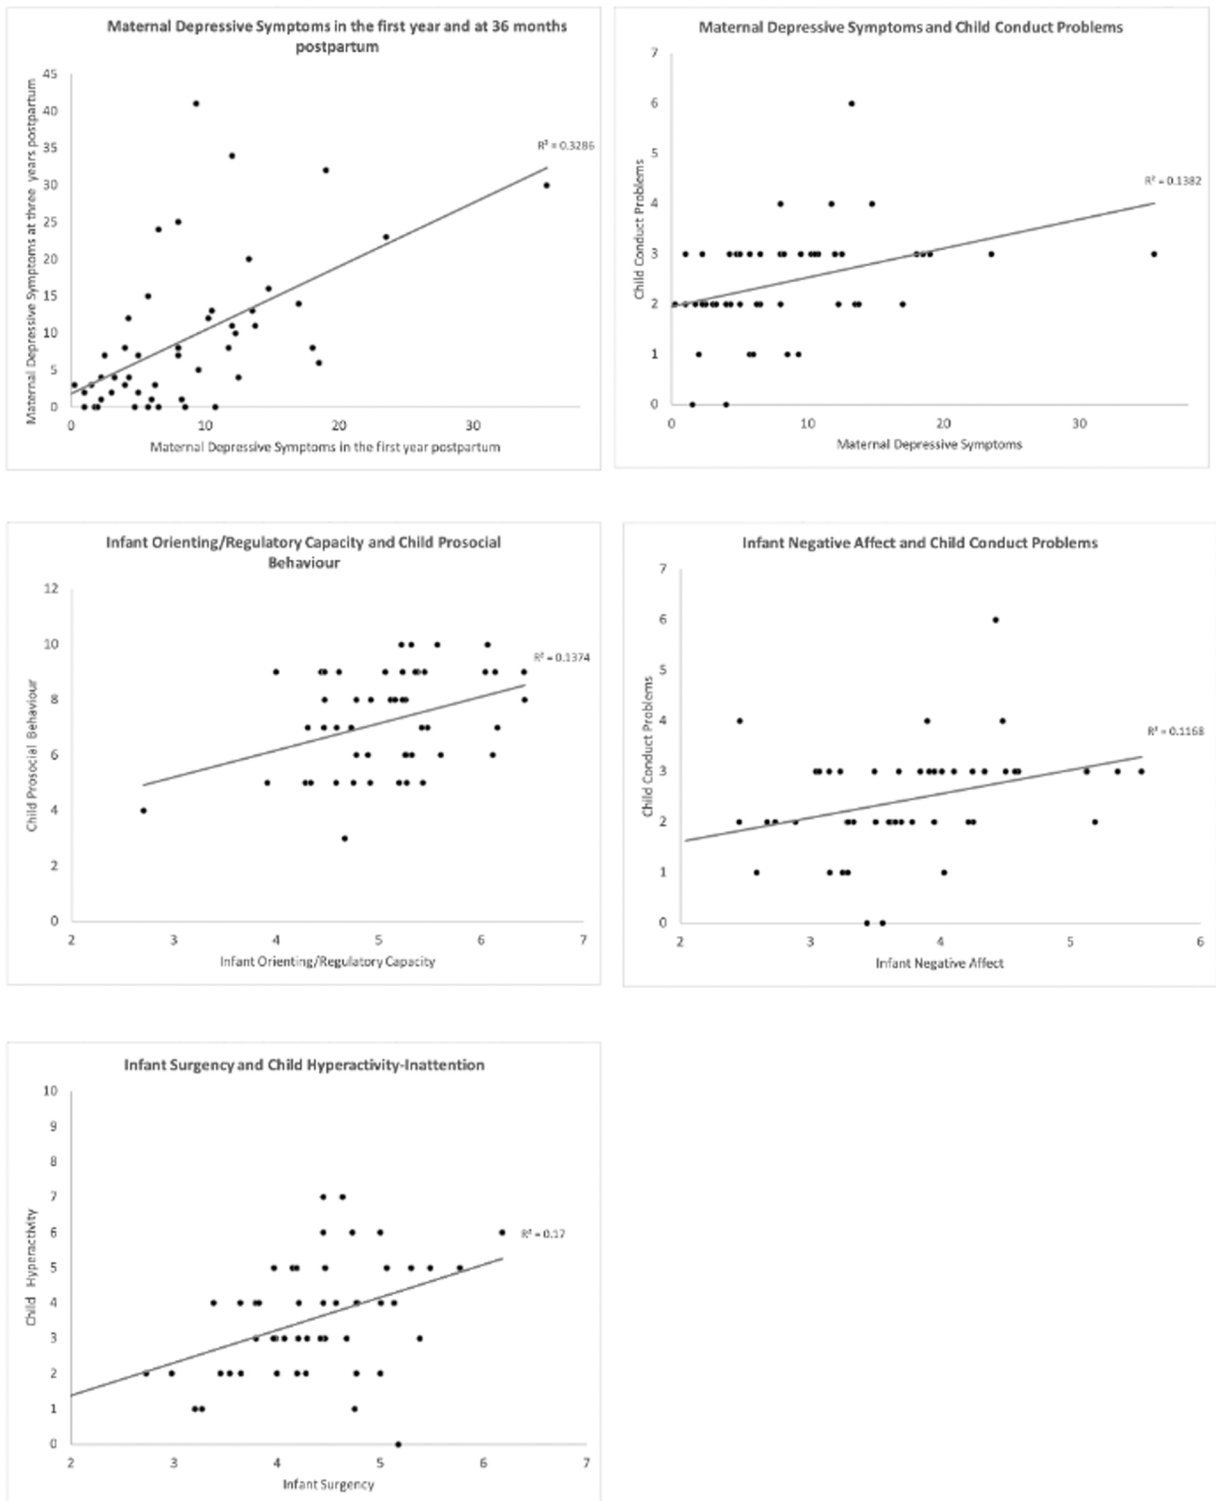 Maternal Depressive Symptoms in the first year and at 36 months
postpartum
Maternal Depressive Symptoms at three years postpartum
45
40
35
30
25
20
15
10
5
0
R² = 0.3286
0 10 20 30
Maternal Depressive Symptoms in the first year postpartum
Maternal Depressive Symptoms and Child Conduct Problems
Child Conduct Problems
7
6
5
4
3
2
1
0
R² = 0.1382
0 10 20 30
Maternal Depressive Symptoms
Infant Orienting/Regulatory Capacity and Child Prosocial
Behaviour
Child Prosocial Behaviour
12
10
8
6
4
2
0
R² = 0.1374
2 3 4 5 6 7
Infant Orienting/Regulatory Capacity
Infant Negative Affect and Child Conduct Problems
Child Conduct Problems
7
6
5
4
3
2
1
0
R² = 0.1168
2 3 4 5 6
Infant Negative Affect
Infant Surgency and Child Hyperactivity-Inattention
Child Hyperactivity
10
9
8
7
6
5
4
3
2
1
0
R² = 0.17
2 3 4 5 6 7
Infant Surgency